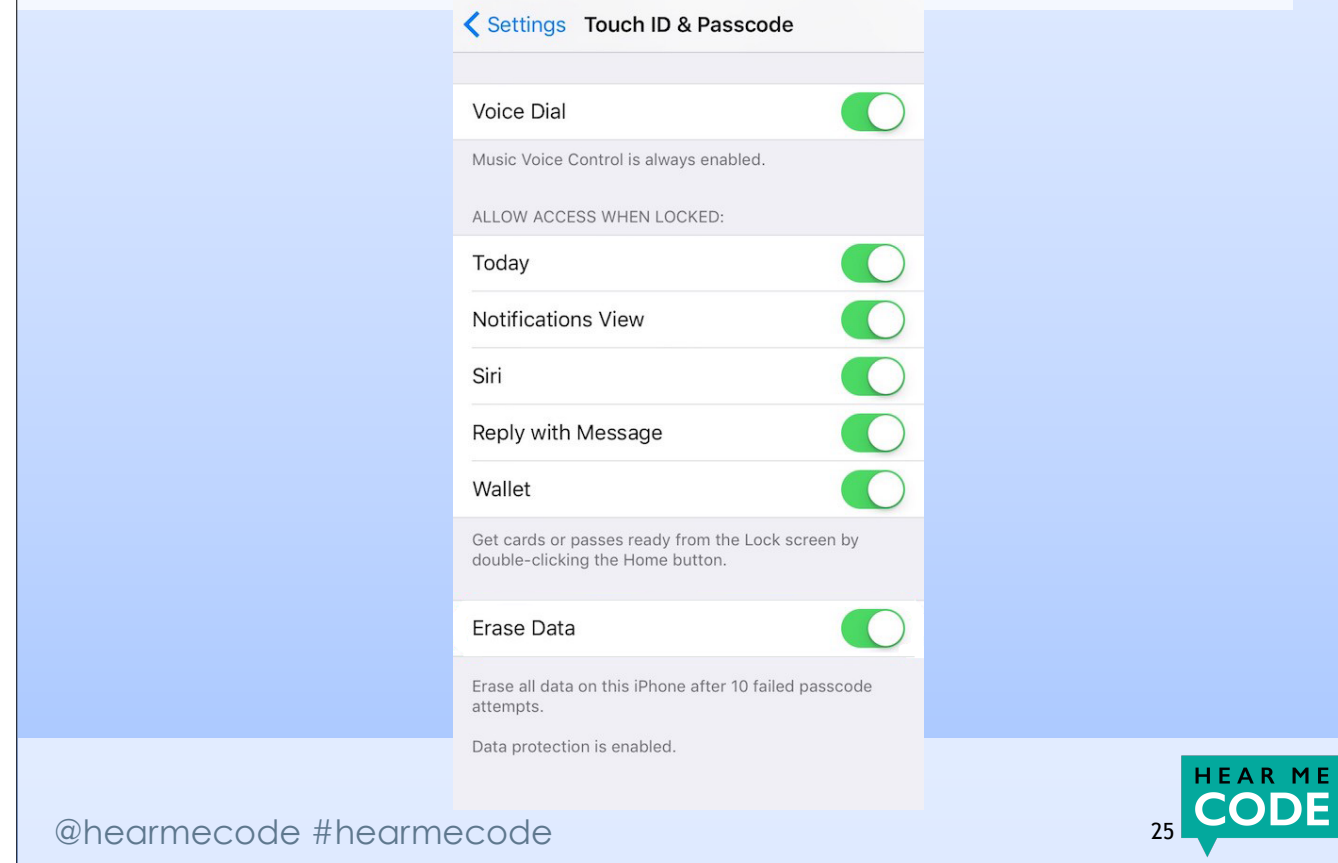 Settings Touch ID & Passcode
Voice Dial
Music Voice Control is always enabled.
ALLOW ACCESS WHEN LOCKED:
Today
Notifications View
Siri
Reply with Message
Wallet
Get cards or passes ready from the Lock screen by
double-clicking the Home button.
Erase Data
Erase all data on this iPhone after 10 failed passcode
attempts.
Data protection is enabled.
@hearmecode #hearmecode
25
HEAR ME
CODE